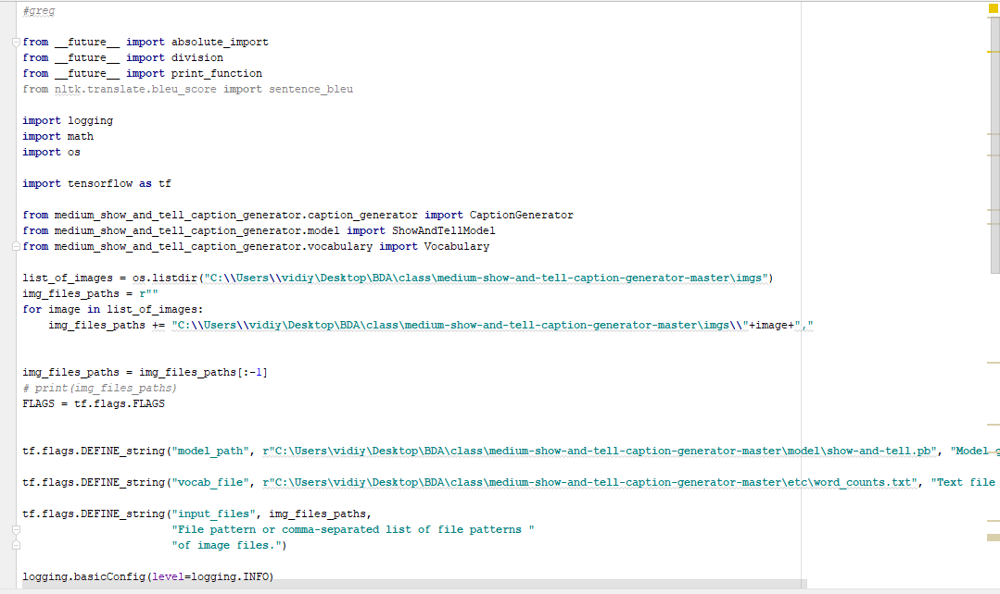 #greg
from __future__ import absolute_import
from __future__ import division
from __future__ import print_function
from nltk.translate.bleu_score import sentence_bleu
import logging
import math
import os
import tensorflow as tf
from medium_show_and_tell_caption_generator.caption_generator import CaptionGenerator
from medium_show_and_tell_caption_generator.model import ShowAndTellModel
from medium_show_and_tell_caption_generator.vocabulary import Vocabulary
list_of_images = os.listdir("C:\\Users\\vidiy\Desktop\BDA\class\medium-show-and-tell-caption-generator-master\imgs")
img_files_paths = r""
for image in list_of_images:
    img_files_paths += "C:\\Users\\vidiy\Desktop\BDA\class\medium-show-and-tell-caption-generator-master\imgs\\"+image+","
img_files_paths = img_files_paths[:-1]
# print(img_files_paths)
FLAGS = tf.flags.FLAGS
tf.flags.DEFINE_string("model_path", r"C:\Users\vidiy\Desktop\BDA\class\medium-show-and-tell-caption-generator-master\model\show-and-tell.pb", "Model g
tf.flags.DEFINE_string("vocab_file", r"C:\Users\vidiy\Desktop\BDA\class\medium-show-and-tell-caption-generator-master\etc\word_counts.txt", "Text file
tf.flags.DEFINE_string("input_files", img_files_paths,
                       "File pattern or comma-separated list of file patterns "
                       "of image files.")
logging.basicConfig(level=logging.INFO)